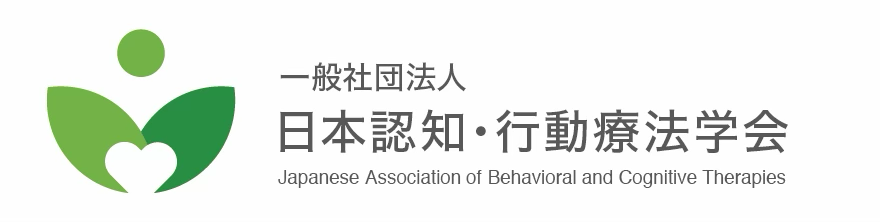 一般社団法人
日本認知・行動療法学会
Japanese Association of Behavioral and Cognitive Therapies